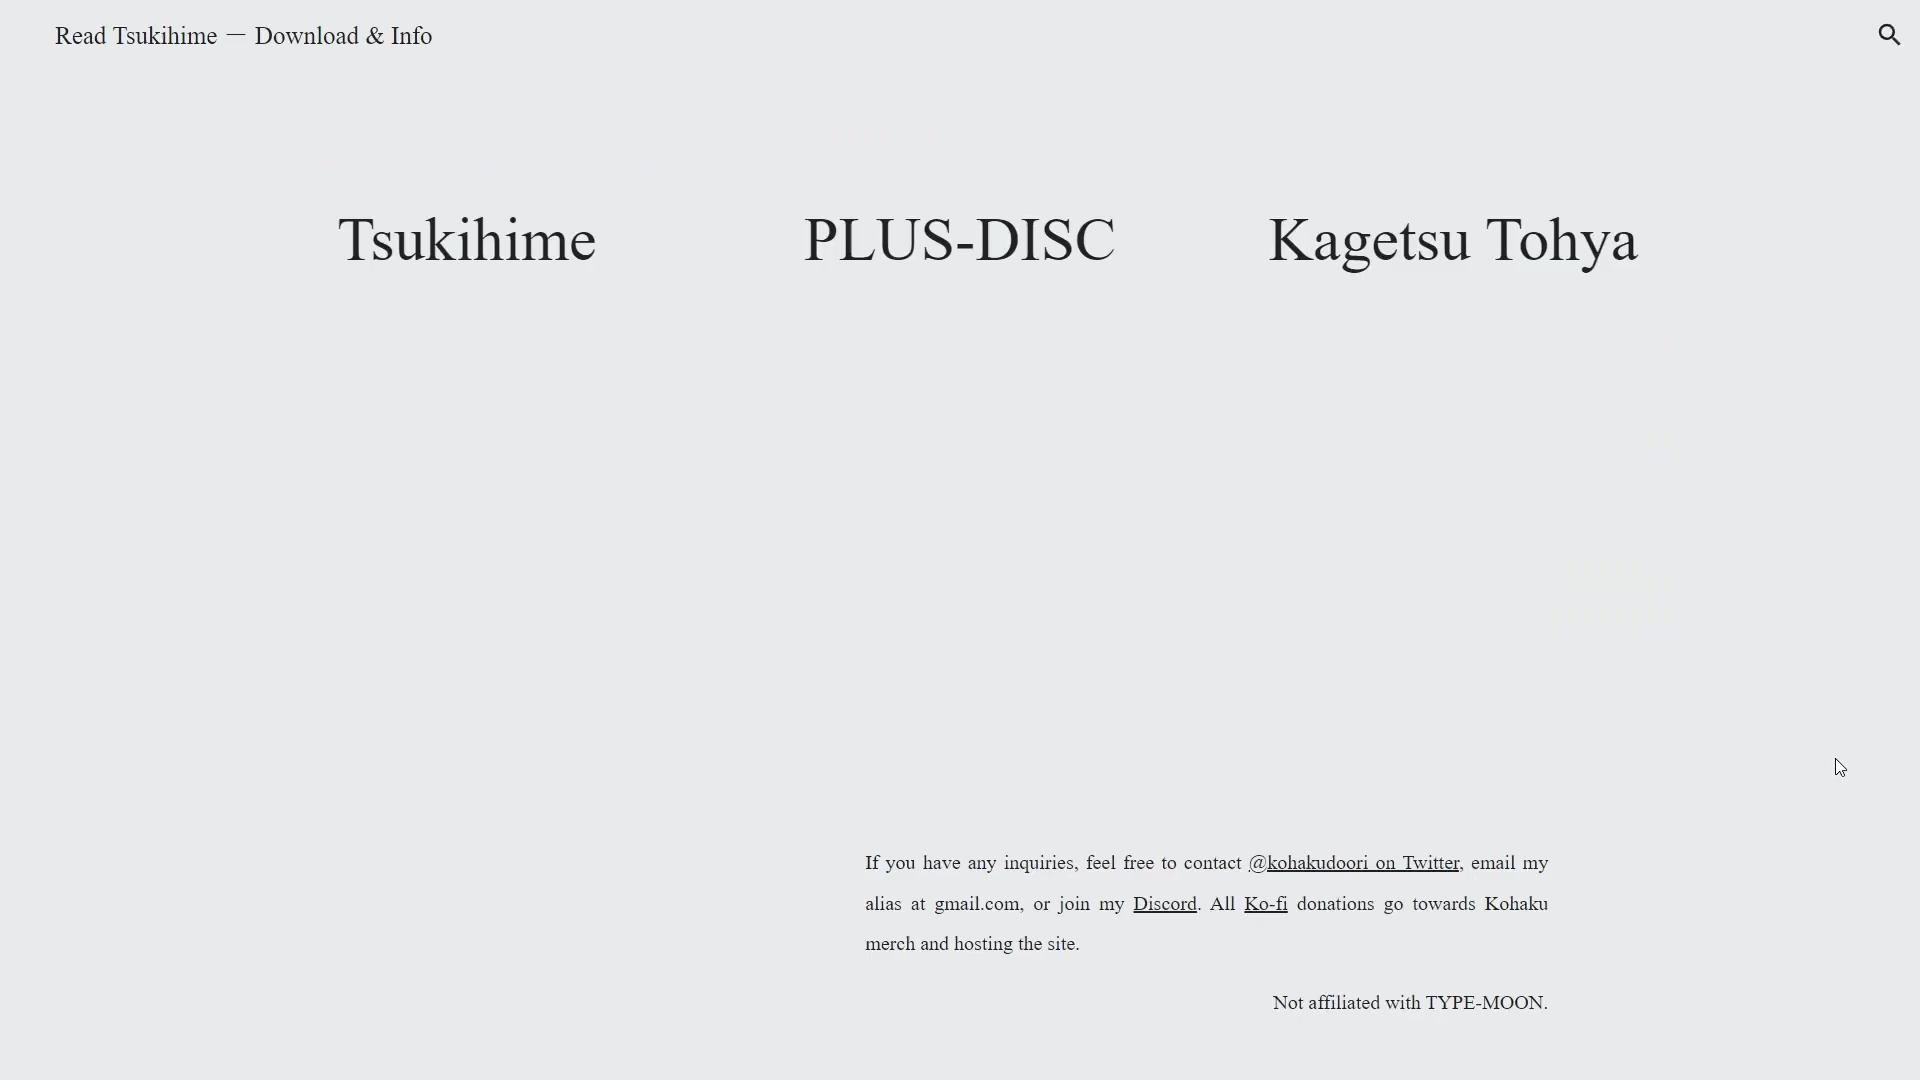 Read Tsukihime — Download & Info
Tsukihime
PLUS-DISC
Kagetsu Tohya
If you have any inquiries, feel free to contact @kohakudoori on Twitter, email my
alias at gmail.com, or join my Discord. All Ko-fi donations go towards Kohaku
merch and hosting the site.
Not affiliated with TYPE-MOON.